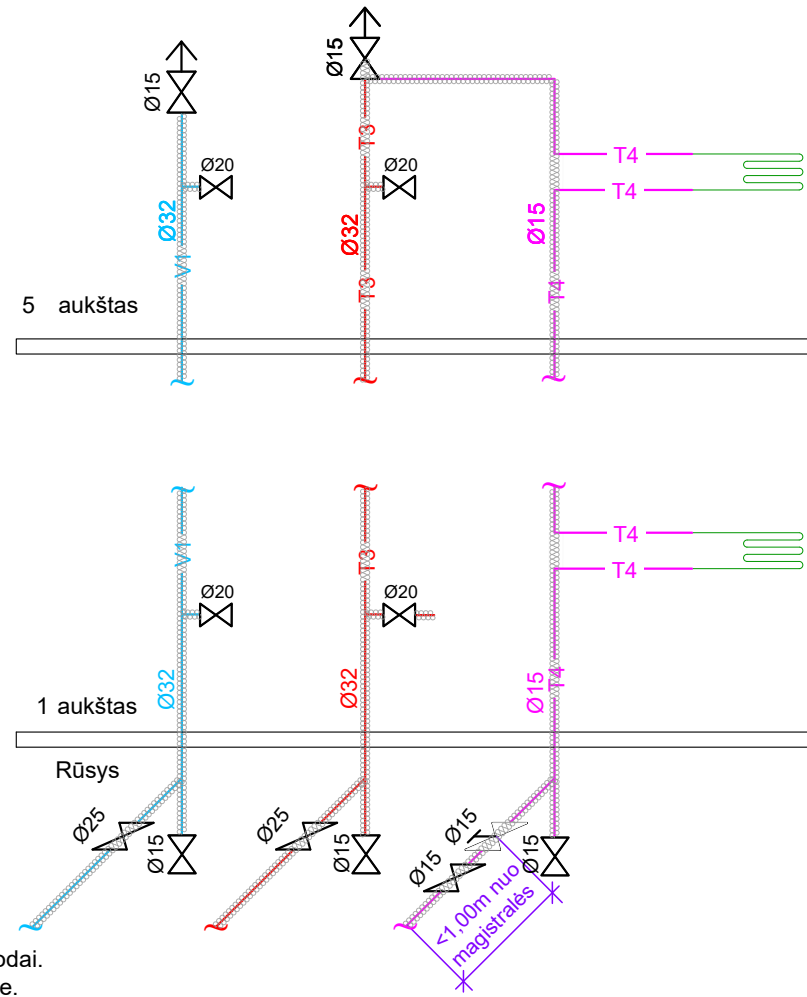 Ø15
Ø15
Ø20
Ø20
T3
T4
T4
Ø32
Ø32
Ø15
V1
T3
T4
5 aukštas
V1
T3
T4
T4
Ø20
Ø20
Ø32
Ø32
Ø15
T4
1 aukštas
Rūsys
Ø25
Ø15
Ø25
Ø15
Ø15
Ø15
Ø15
<1,00m nuo
magistralės
odai.
e.